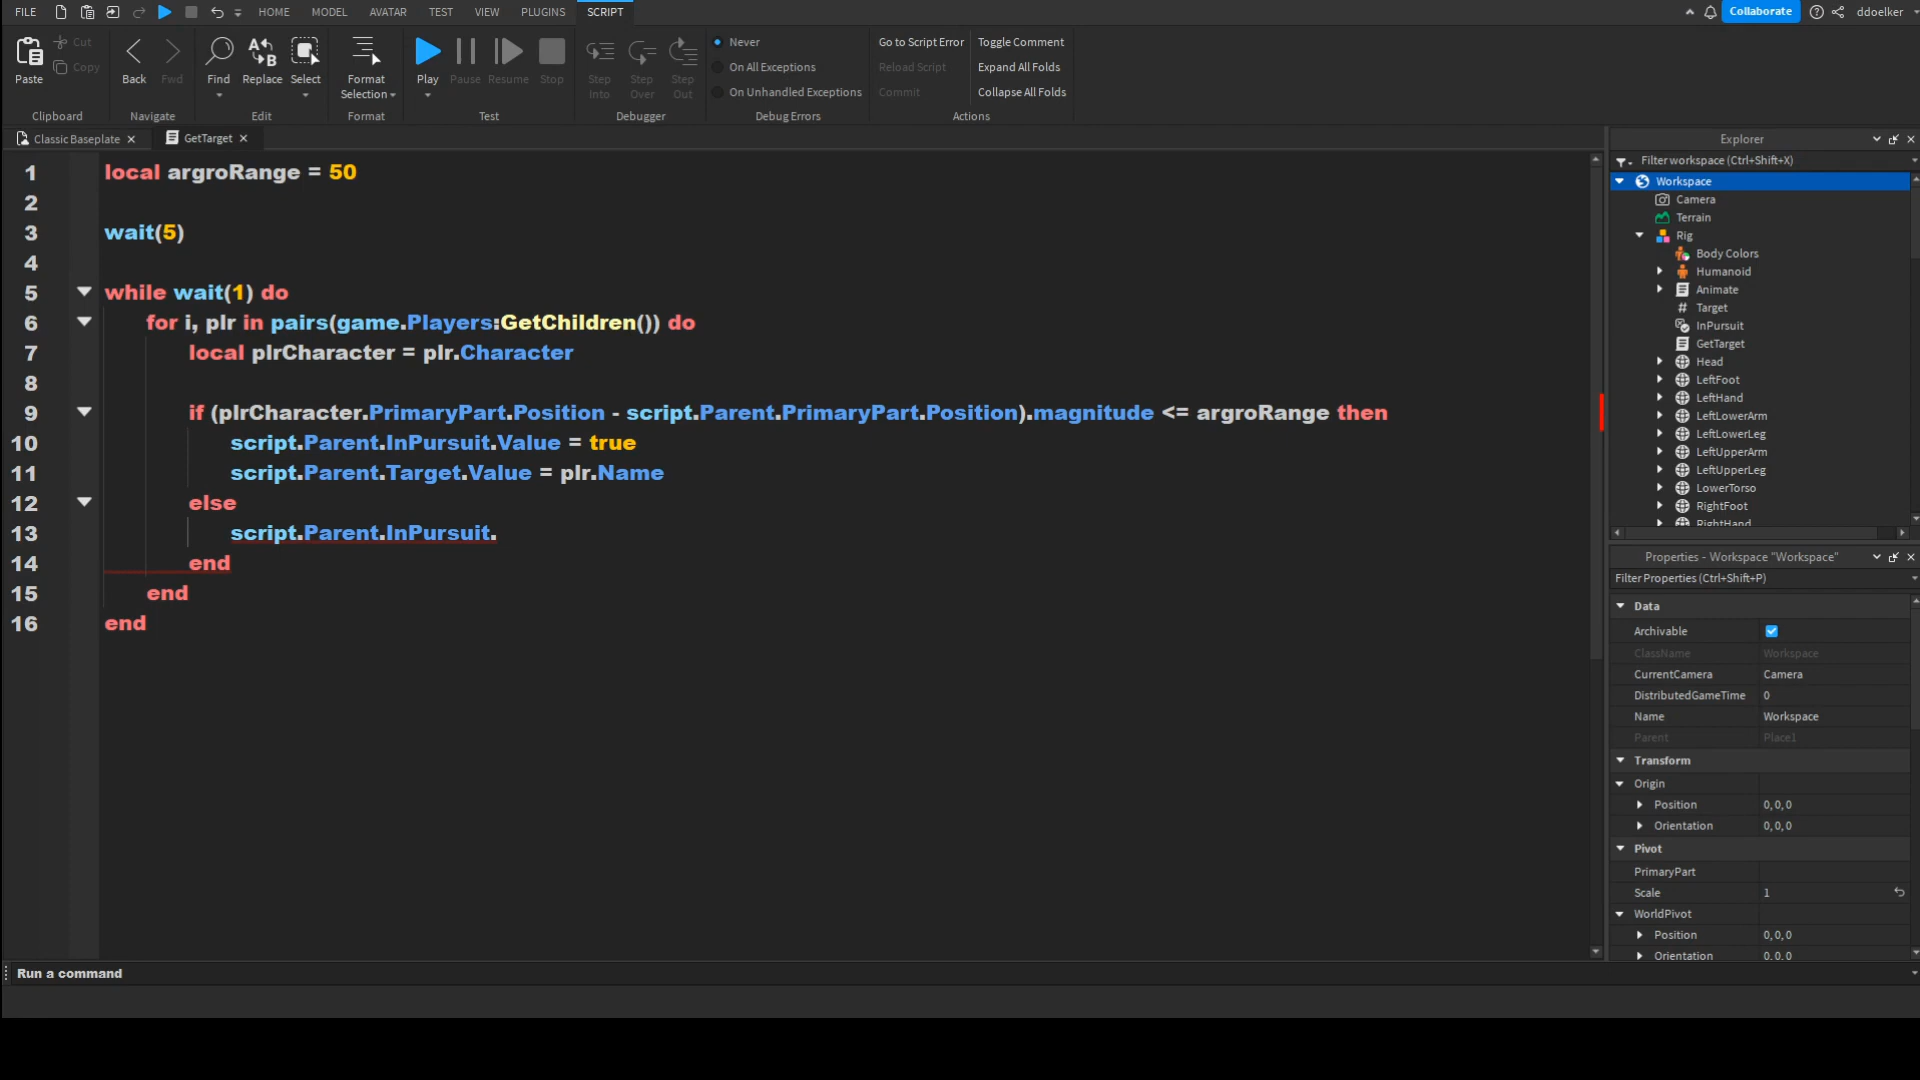 FILE HOME MODEL AVATAR TEST VIEW PLUGINS SCRIPT Collaborate ddoelker
Paste Cut Copy Back Fwd Find Replace Select Format Selection Play Pause Resume Stop Step Into Step Over Step Out
Never Go to Script Error Toggle Comment
On All Exceptions Reload Script Expand All Folds
On Unhandled Exceptions Commit Collapse All Folds
Clipboard Navigate Edit Format Test Debugger Debug Errors Actions
Classic Baseplate GetTarget
1 local argroRange = 50
2
3 wait(5)
4
5 while wait(1) do
6 for i, plr in pairs(game.Players:GetChildren()) do
7 local plrCharacter = plr.Character
8
9 if (plrCharacter.PrimaryPart.Position - script.Parent.PrimaryPart.Position).magnitude <= argroRange then
10 script.Parent.InPursuit.Value = true
11 script.Parent.Target.Value = plr.Name
12 else
13 script.Parent.InPursuit.
14 end
15 end
16 end
Explorer
Filter workspace (Ctrl+Shift+X)
Workspace
Camera
Terrain
Rig
Body Colors
Humanoid
Animate
Target
InPursuit
GetTarget
Head
LeftFoot
LeftHand
LeftLowerArm
LeftLowerLeg
LeftUpperArm
LeftUpperLeg
LowerTorso
RightFoot
RightHand
Properties - Workspace "Workspace"
Filter Properties (Ctrl+Shift+P)
Data
Archivable
ClassName Workspace
CurrentCamera Camera
DistributedGameTime 0
Name Workspace
Parent Place1
Transform
Origin
Position 0, 0, 0
Orientation 0, 0, 0
Pivot
PrimaryPart
Scale 1
WorldPivot
Position 0, 0, 0
Orientation 0, 0, 0
Run a command